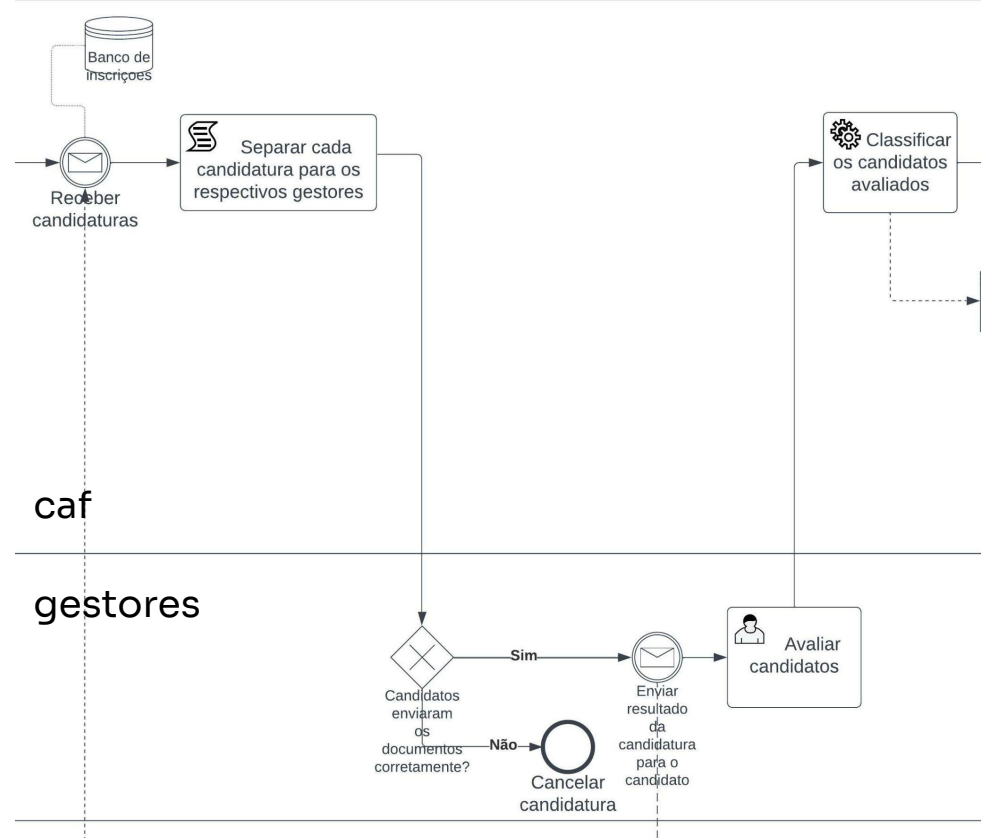 Banco de
inscrições
Receber
candidaturas
Separar cada
candidatura para os
respectivos gestores
Classificar
os candidatos
avaliados
caf
gestores
Candidatos
enviaram
os
documentos
corretamente?
Sim
Não
Cancelar
candidatura
Enviar
resultado
da
candidatura
para o
candidato
Avaliar
candidatos